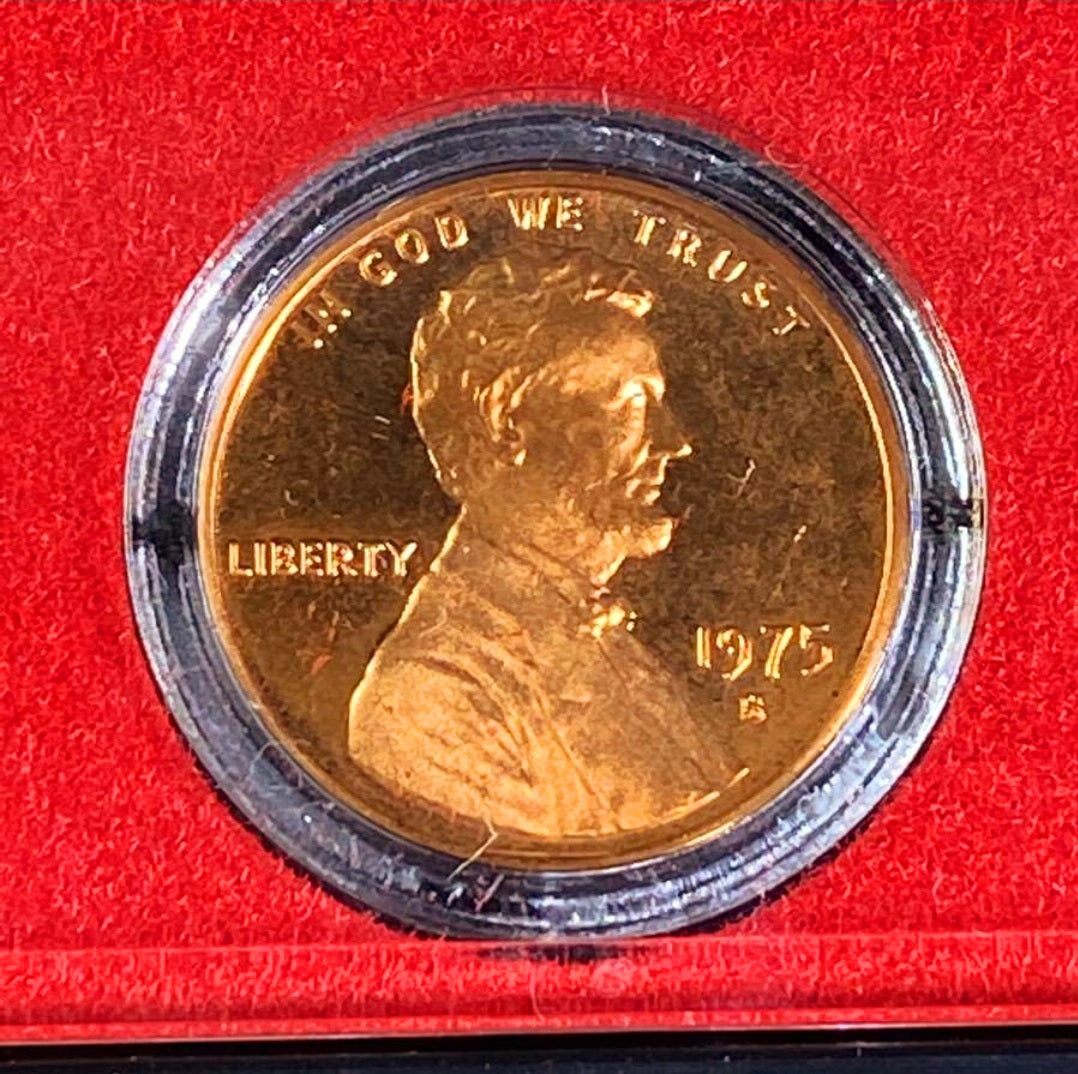 IN GOD WE TRUST
LIBERTY
1975
S